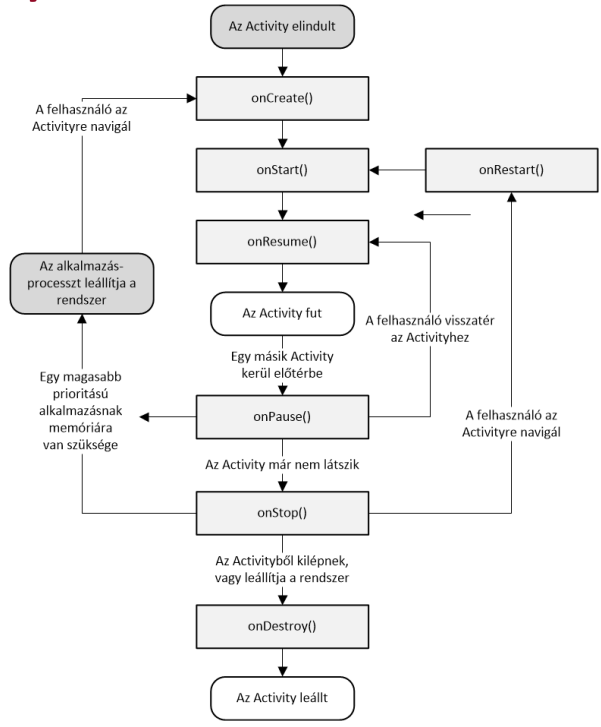 Az Activity elindult
onCreate()
A felhasználó az
Activityre navigál
onStart()
onRestart()
onResume()
Az alkalmazás-
processzt leállítja a
rendszer
Az Activity fut
A felhasználó visszatér
az Activityhez
Egy másik Activity
kerül előtérbe
Egy magasabb
prioritású
alkalmazásnak
memóriára
van szüksége
onPause()
A felhasználó az
Activityre navigál
Az Activity már nem látszik
onStop()
Az Activityből kilépnek,
vagy leállítja a rendszer
onDestroy()
Az Activity leállt